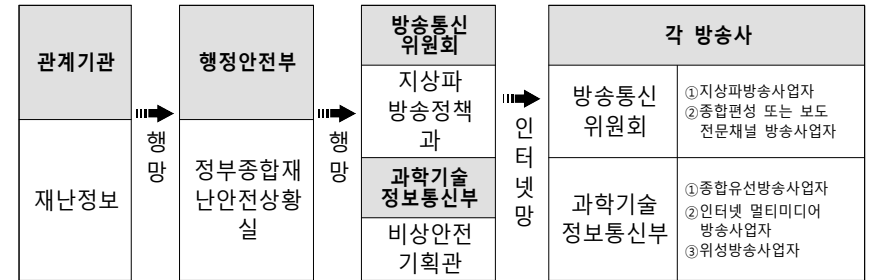 관계기관
재난정보
행
망
행정안전부
정부종합재
난안전상황
실
행
망
방송통신
위원회
지상파
방송정책
과
과학기술
정보통신부
비상안전
기획관
인
터
넷
망
각 방송사
방송통신
위원회
①지상파방송사업자
②종합편성 또는 보도
전문채널 방송사업자
과학기술
정보통신부
①종합유선방송사업자
②인터넷 멀티미디어
방송사업자
③위성방송사업자